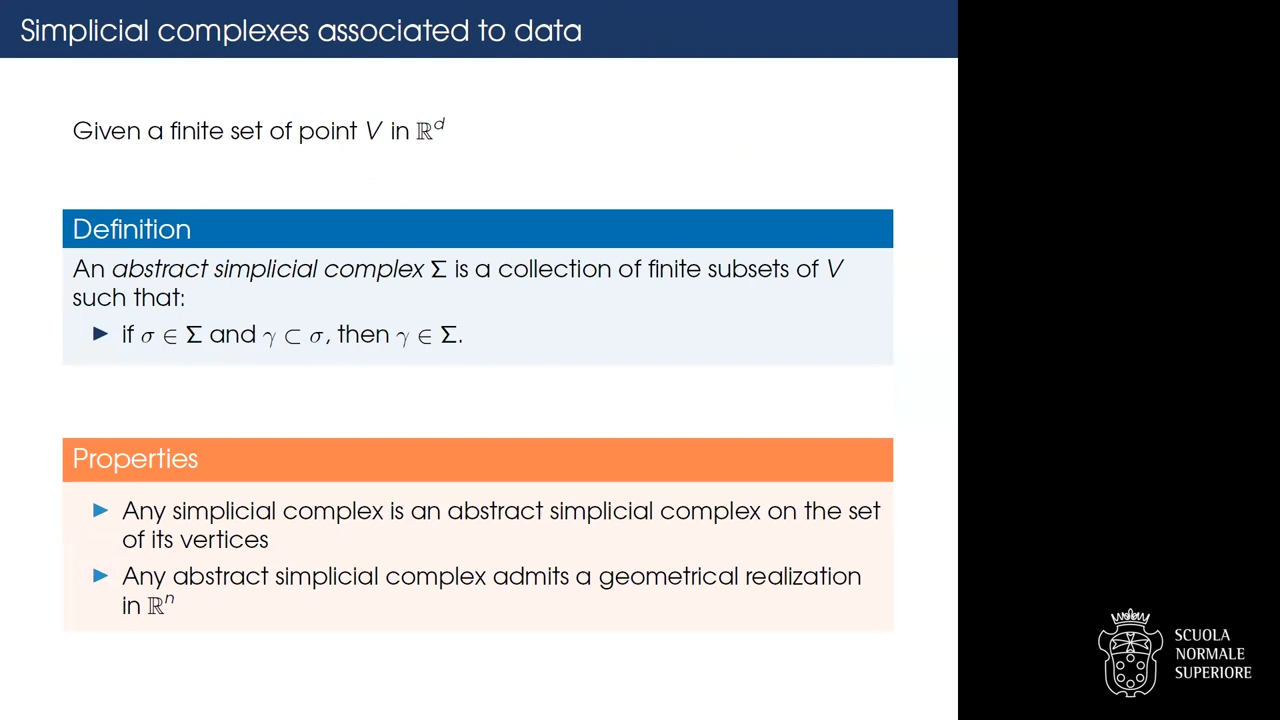 Simplicial complexes associated to data
Given a finite set of point V in ℝ^d
Definition
An abstract simplicial complex Σ is a collection of finite subsets of V
such that:
▶ if σ ∈ Σ and γ ⊂ σ, then γ ∈ Σ.
Properties
▶ Any simplicial complex is an abstract simplicial complex on the set
of its vertices
▶ Any abstract simplicial complex admits a geometrical realization
in ℝ^n
SCUOLA
NORMALE
SUPERIORE